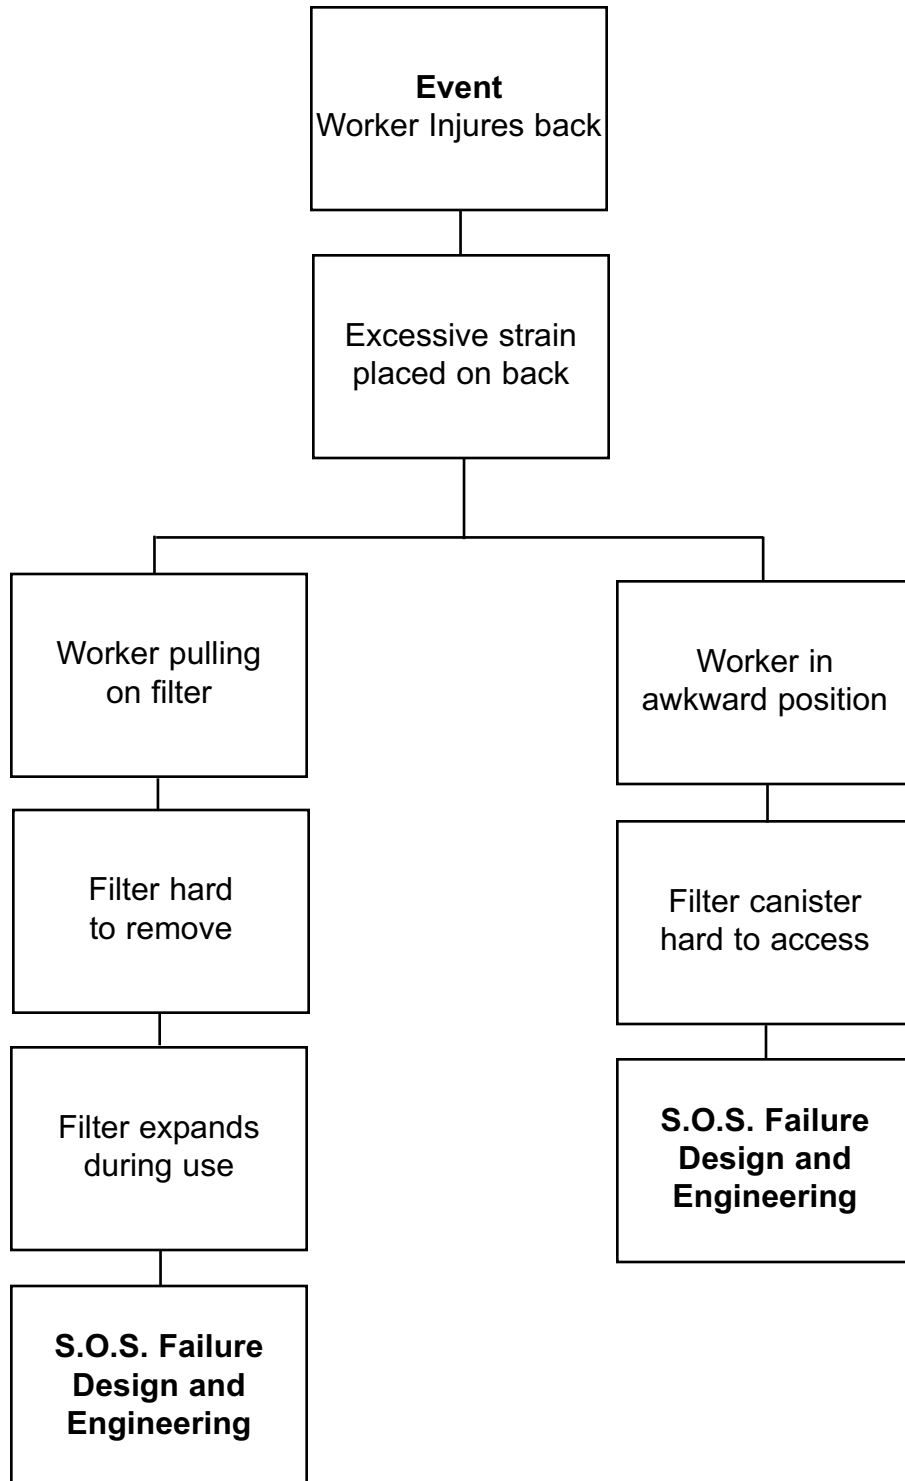 Event
Worker Injures back
Excessive strain
placed on back
Worker pulling
on filter
Filter hard
to remove
Filter expands
during use
S.O.S. Failure
Design and
Engineering
Worker in
awkward position
Filter canister
hard to access
S.O.S. Failure
Design and
Engineering